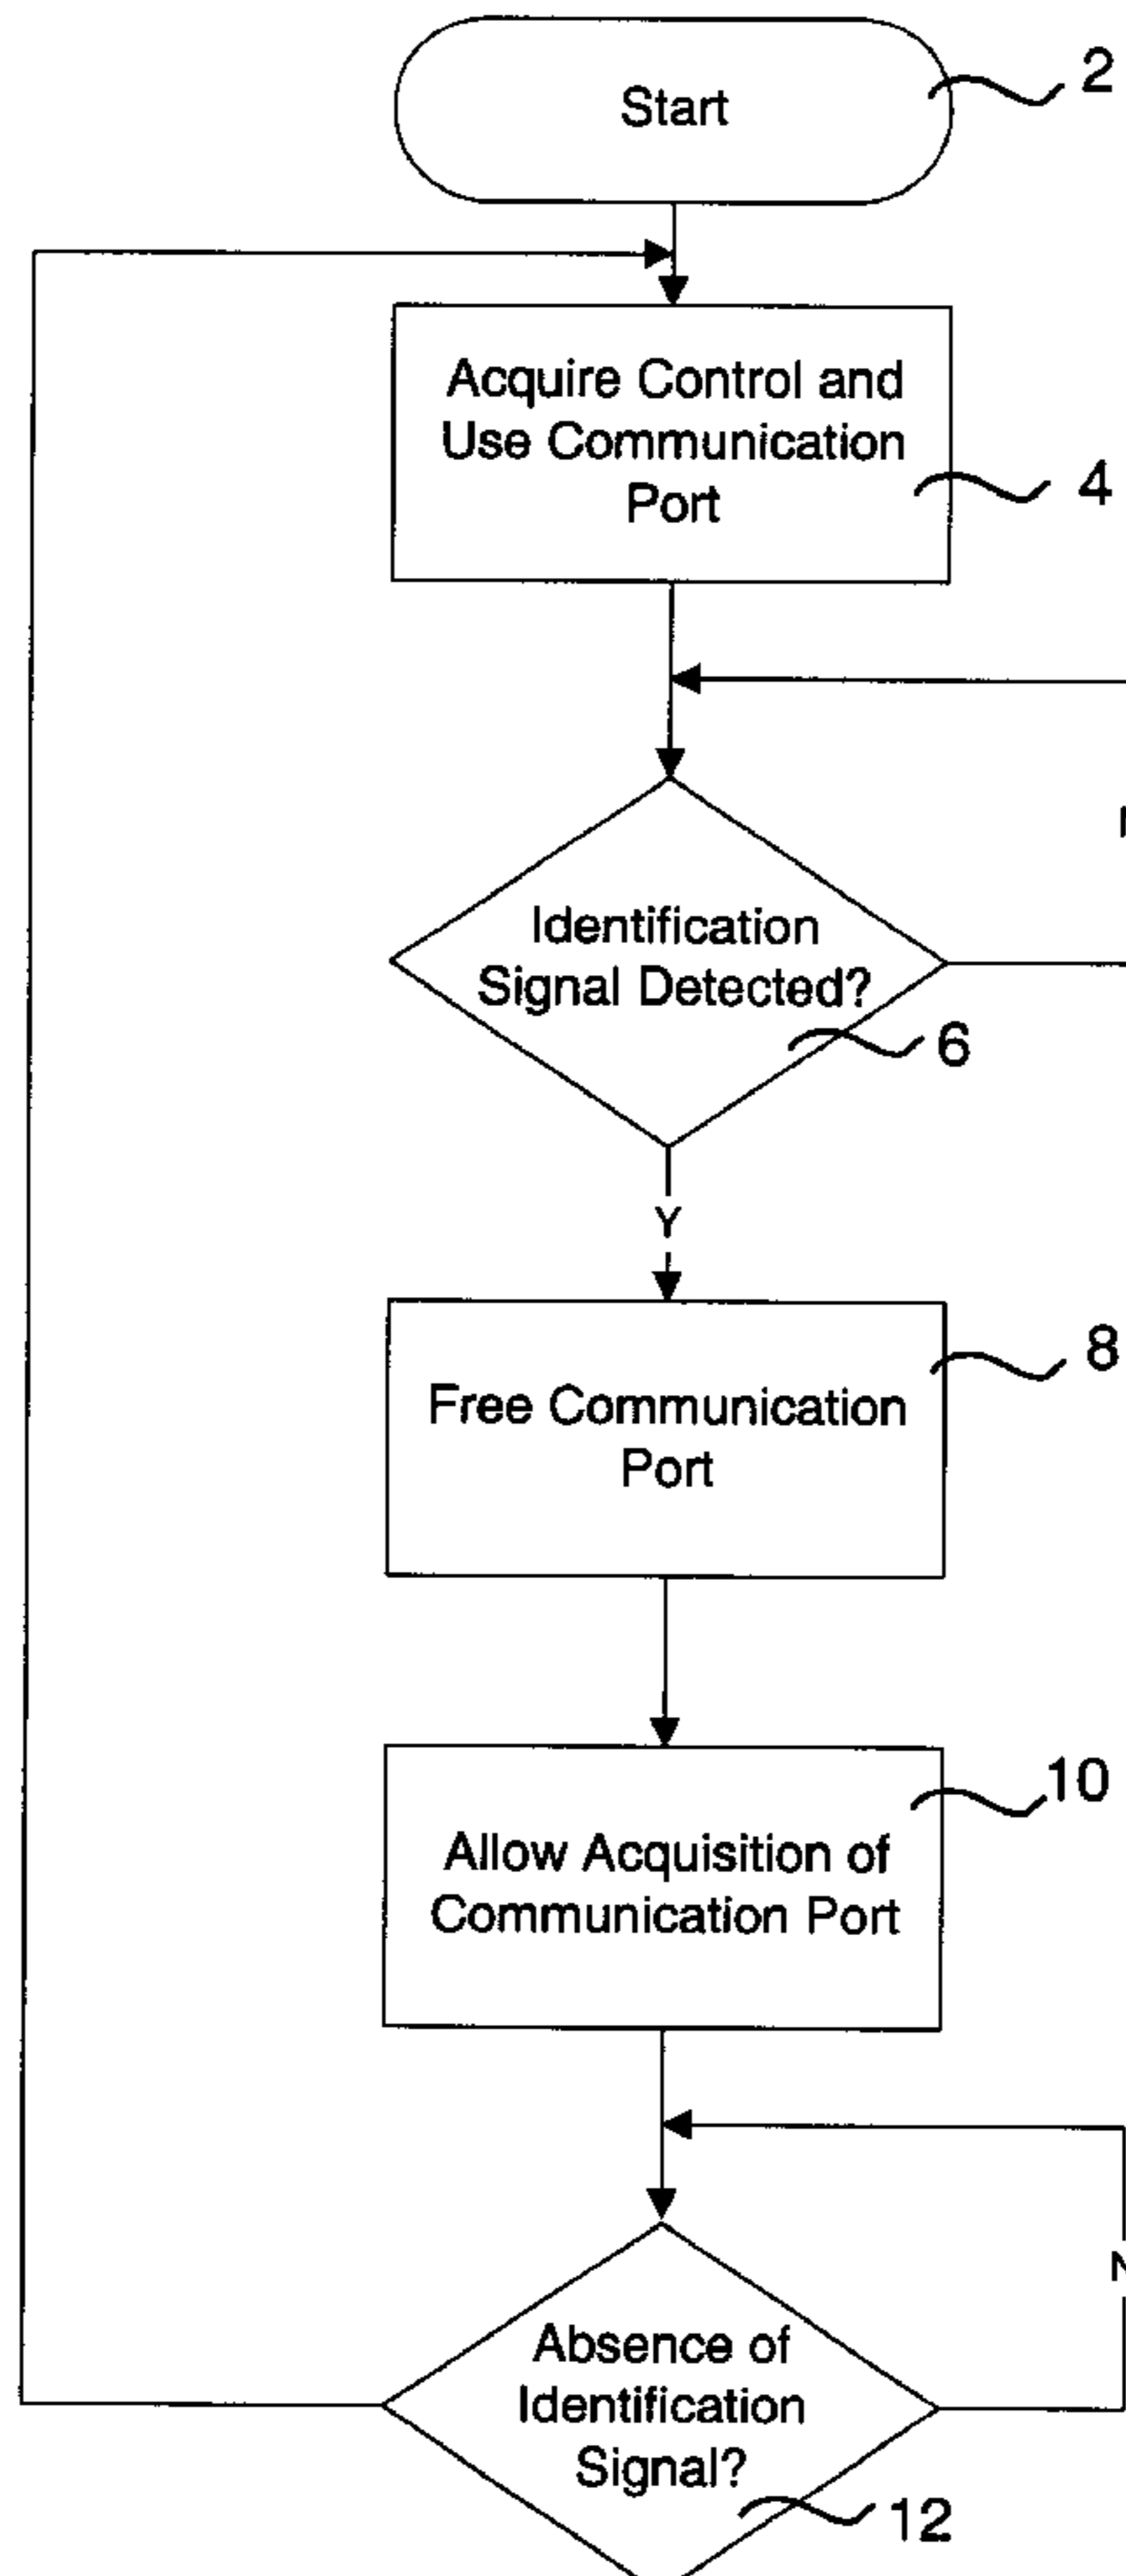 Start
2
Acquire Control and
Use Communication
Port
4
Identification
Signal Detected?
6
Y
Free Communication
Port
8
10
Allow Acquisition of
Communication Port
N
Absence of
Identification
Signal?
12